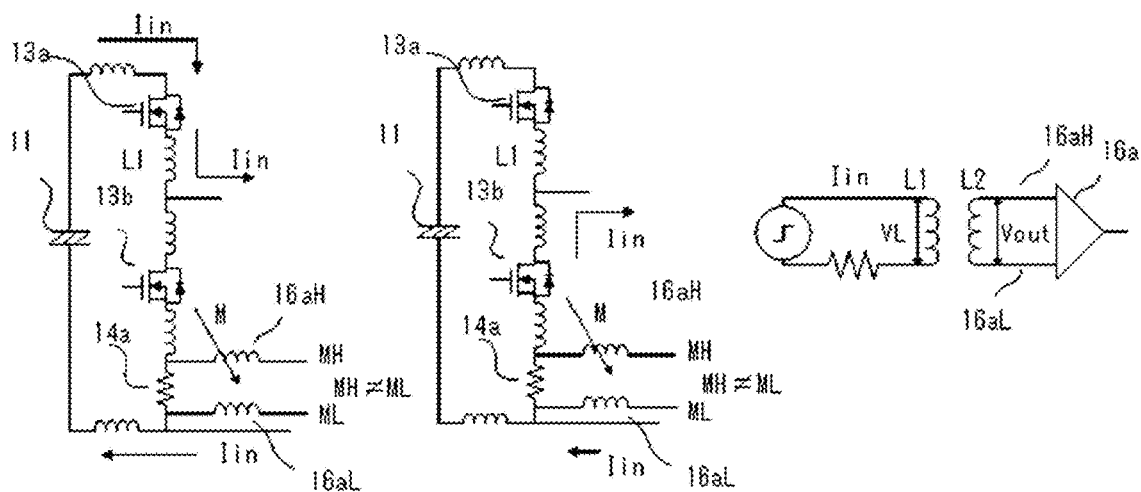 Iin
13a
11
L1
Iin
13b
M
16aH
14a
MH
MH≠ML
ML
Iin
16aL
13a
11
L1
13b
Iin
16aH
M
14a
MH
MH≠ML
ML
Iin
16aL
16aH
16a
Iin
L1
L2
VL
Vout
16aL